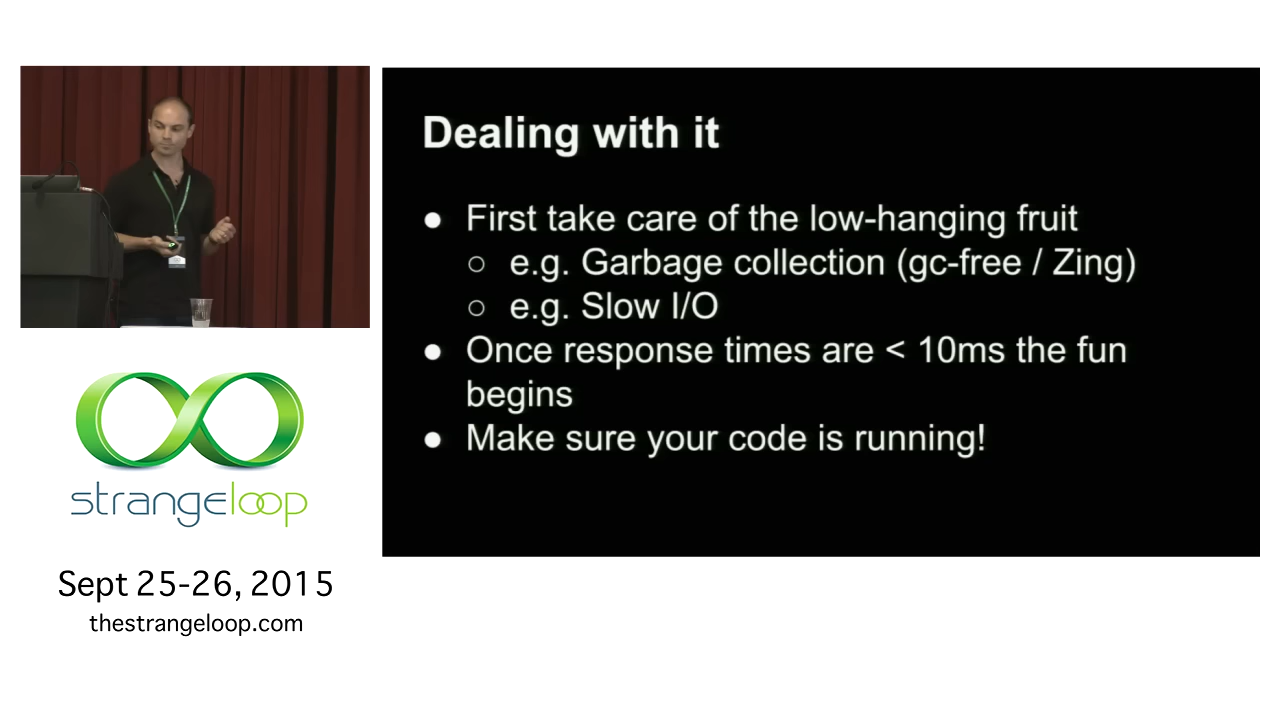 Dealing with it
● First take care of the low-hanging fruit
○ e.g. Garbage collection (gc-free / Zing)
○ e.g. Slow I/O
● Once response times are < 10ms the fun
begins
● Make sure your code is running!
strangeloop
Sept 25-26, 2015
thestrangeloop.com